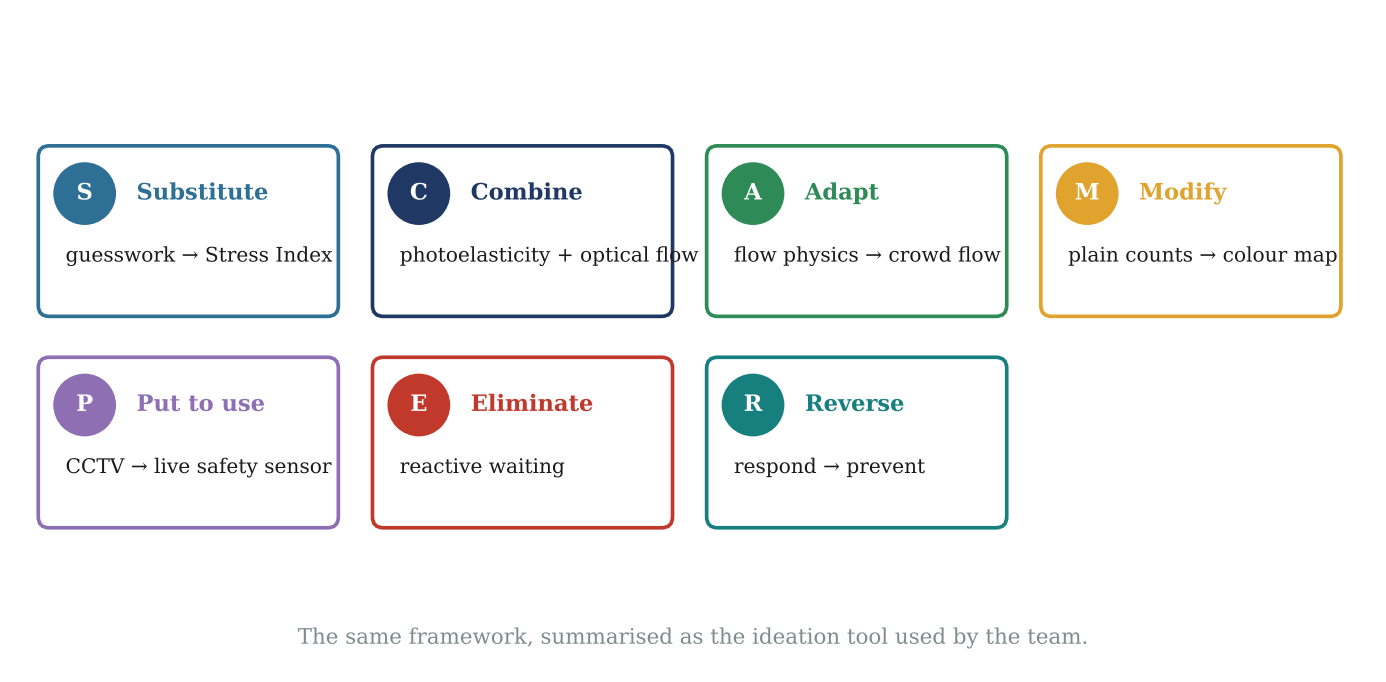 S Substitute
guesswork → Stress Index
C Combine
photoelasticity + optical flow
A Adapt
flow physics → crowd flow
M Modify
plain counts → colour map
P Put to use
CCTV → live safety sensor
E Eliminate
reactive waiting
R Reverse
respond → prevent
The same framework, summarised as the ideation tool used by the team.